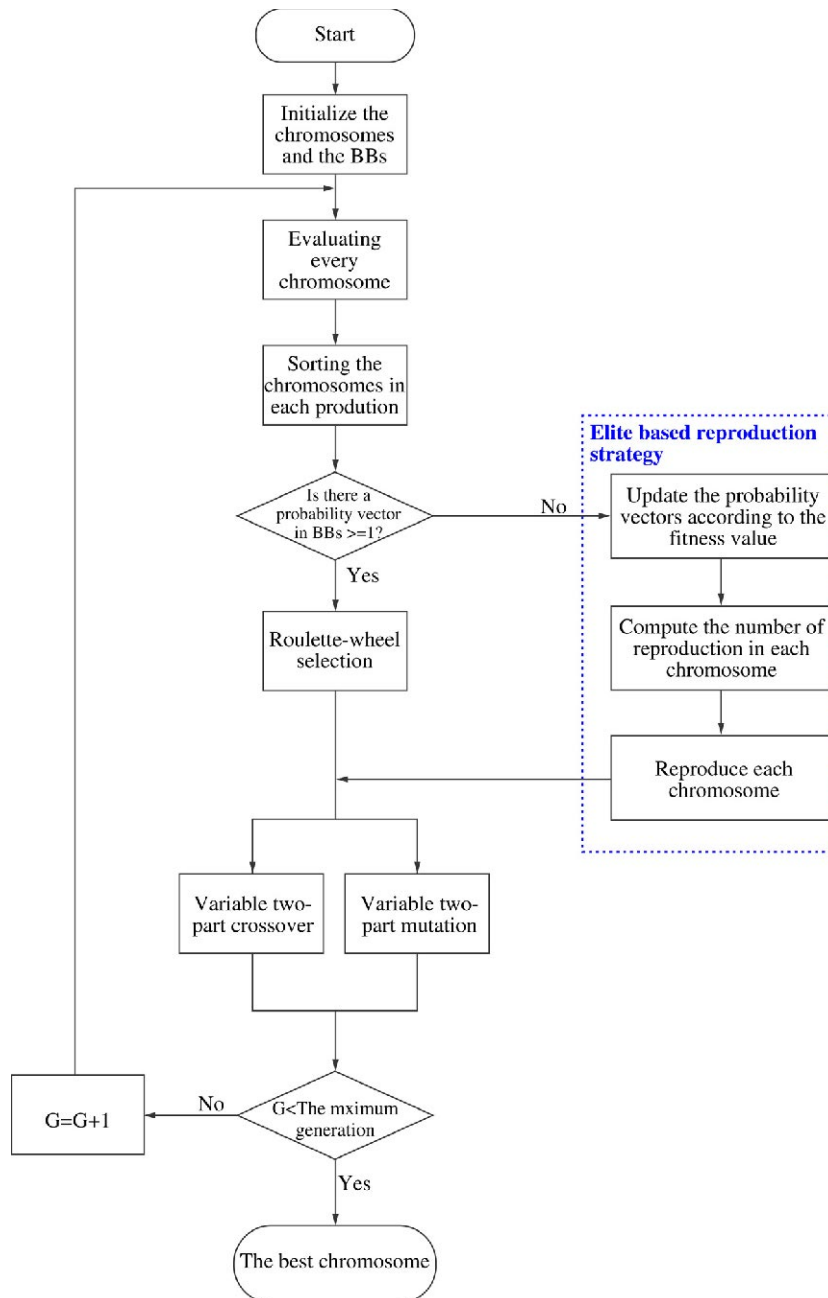 Start
Initialize the
chromosomes
and the BBs
Evaluating
every
chromosome
Sorting the
chromosomes in
each prodution
Elite based reproduction
strategy
Is there a
probability vector
in BBs >=1?
No
Update the probability
vectors according to the
fitness value
Yes
Roulette-wheel
selection
Compute the number of
reproduction in each
chromosome
Reproduce each
chromosome
Variable two-
part crossover
Variable two-
part mutation
G<The mximum
generation
No
G=G+1
Yes
The best chromosome